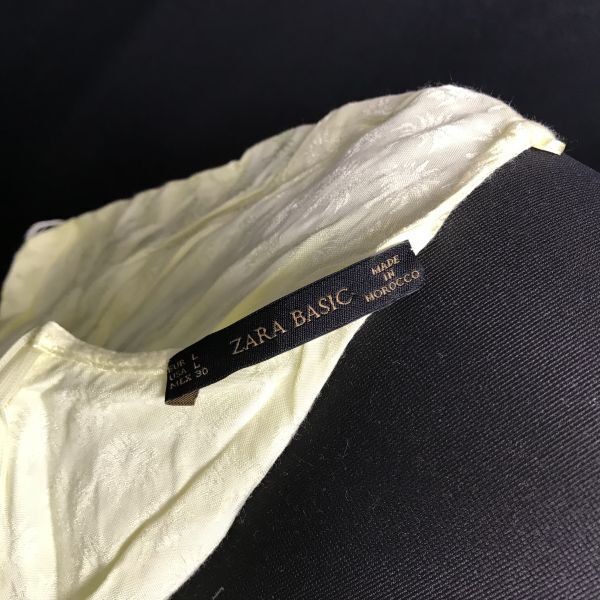 EUR L
USA L
MEX 30
ZARA BASIC
MADE
IN
MOROCCO